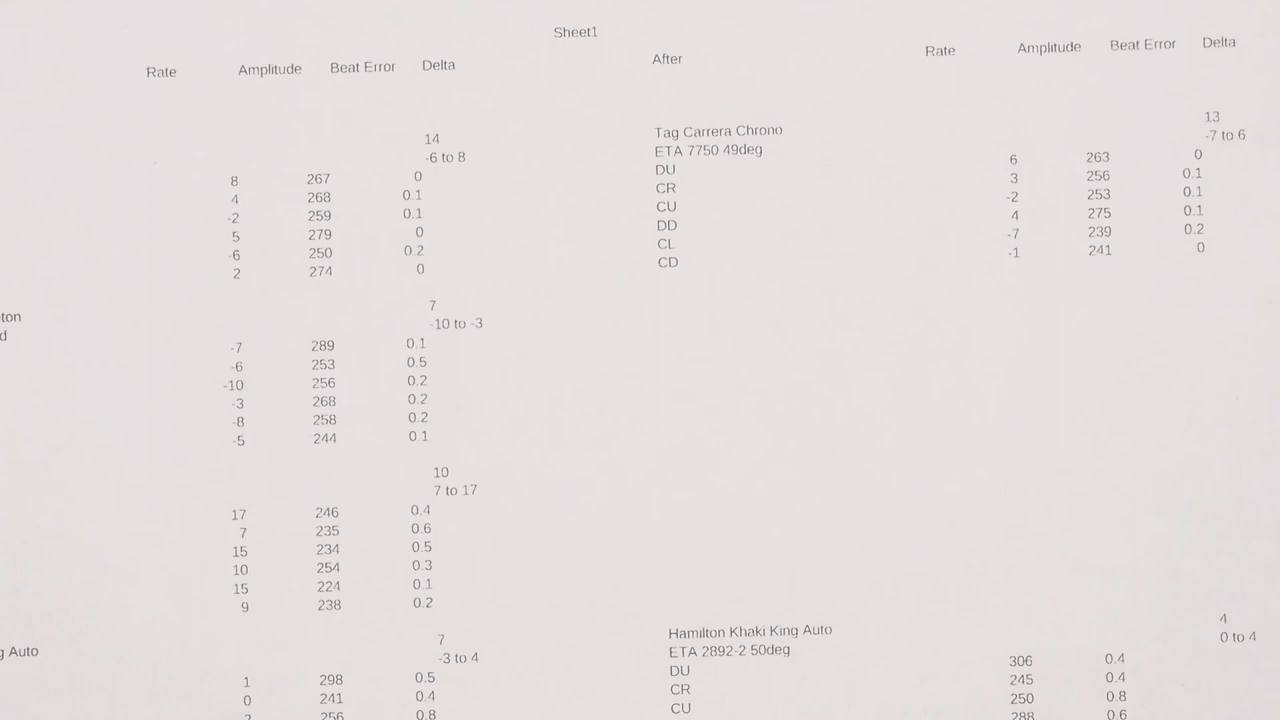 Sheet1
Rate Amplitude Beat Error Delta After Rate Amplitude Beat Error Delta
14 Tag Carrera Chrono 13
-6 to 8 ETA 7750 49deg -7 to 6
8 267 0 DU 6 263 0
4 268 0.1 CR 3 256 0.1
-2 259 0.1 CU -2 253 0.1
5 279 0 DD 4 275 0.1
-6 250 0.2 CL -7 239 0.2
2 274 0 CD -1 241 0
7
ton -10 to -3
d
-7 289 0.1
-6 253 0.5
-10 256 0.2
-3 268 0.2
-8 258 0.2
-5 244 0.1
10
7 to 17
17 246 0.4
7 235 0.6
15 234 0.5
10 254 0.3
15 224 0.1
9 238 0.2
7 Hamilton Khaki King Auto 4
g Auto -3 to 4 ETA 2892-2 50deg 0 to 4
1 298 0.5 DU 306 0.4
0 241 0.4 CR 245 0.4
256 0.8 CU 250 0.8
288 0.6